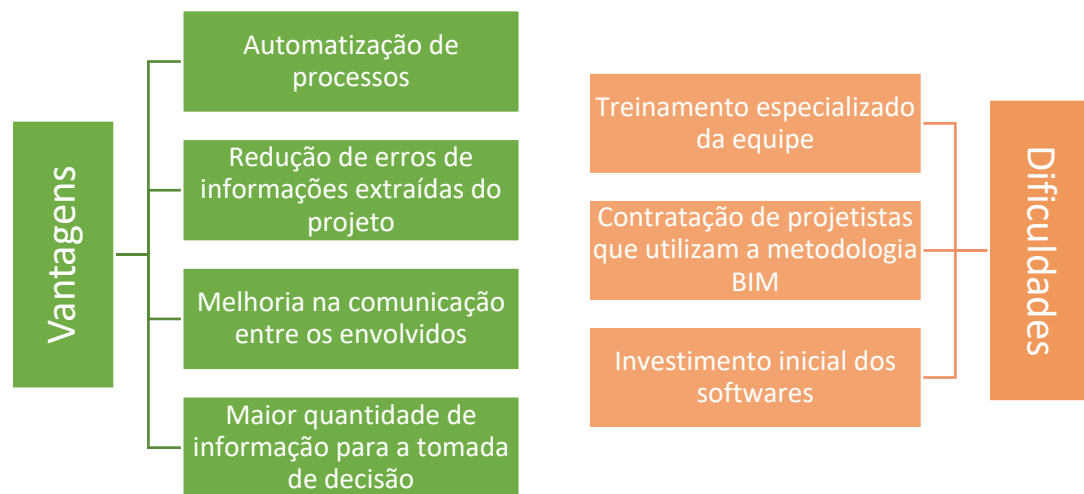 Vantagens
Automatização de
processos
Redução de erros de
informações extraídas do
projeto
Melhoria na comunicação
entre os envolvidos
Maior quantidade de
informação para a tomada
de decisão
Treinamento especializado
da equipe
Contratação de projetistas
que utilizam a metodologia
BIM
Investimento inicial dos
softwares
Dificuldades